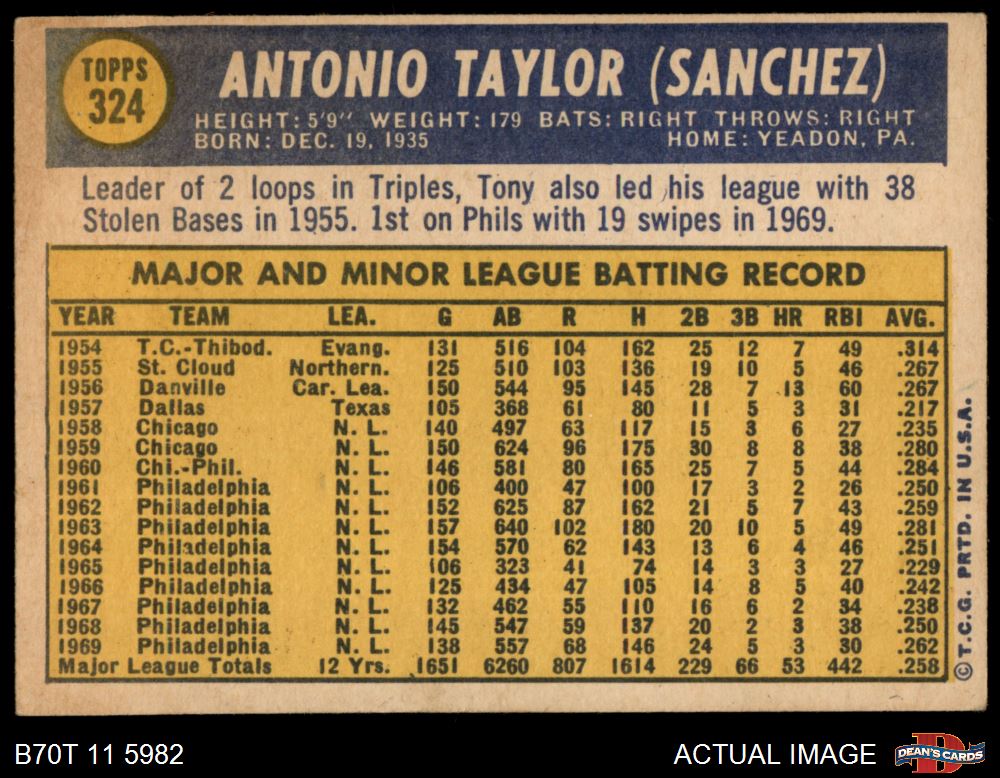 TOPPS
324
ANTONIO TAYLOR (SANCHEZ)
HEIGHT: 5'9" WEIGHT: 179 BATS: RIGHT THROWS: RIGHT
BORN: DEC. 19, 1935 HOME: YEADON, PA.
Leader of 2 loops in Triples, Tony also led his league with 38
Stolen Bases in 1955. 1st on Phils with 19 swipes in 1969.
MAJOR AND MINOR LEAGUE BATTING RECORD
YEAR TEAM LEA. G AB R H 2B 3B HR RBI AVG.
1954 T.C.-Thibod. Evang. 131 516 104 162 25 12 7 49 .314
1955 St. Cloud Northern. 125 510 103 136 19 10 5 46 .267
1956 Danville Car. Lea. 150 544 95 145 28 7 13 60 .267
1957 Dallas Texas 105 368 61 80 11 5 3 31 .217
1958 Chicago N. L. 140 497 63 117 15 3 6 27 .235
1959 Chicago N. L. 150 624 96 175 30 8 8 38 .280
1960 Chi.-Phil. N. L. 146 581 80 165 25 7 5 44 .284
1961 Philadelphia N. L. 106 400 47 100 17 3 2 26 .250
1962 Philadelphia N. L. 152 625 87 162 21 5 7 43 .259
1963 Philadelphia N. L. 157 640 102 180 20 10 5 49 .281
1964 Philadelphia N. L. 154 570 62 143 13 6 4 46 .251
1965 Philadelphia N. L. 106 323 41 74 14 3 3 27 .229
1966 Philadelphia N. L. 125 434 47 105 14 8 5 40 .242
1967 Philadelphia N. L. 132 462 55 110 16 6 2 34 .238
1968 Philadelphia N. L. 145 547 59 137 20 2 3 38 .250
1969 Philadelphia N. L. 138 557 68 146 24 5 3 30 .262
Major League Totals 12 Yrs. 1651 6260 807 1614 229 66 53 442 .258
© T.C.G. PRTD. IN U.S.A.
B70T 11 5982
ACTUAL IMAGE
DEAN'S CARDS